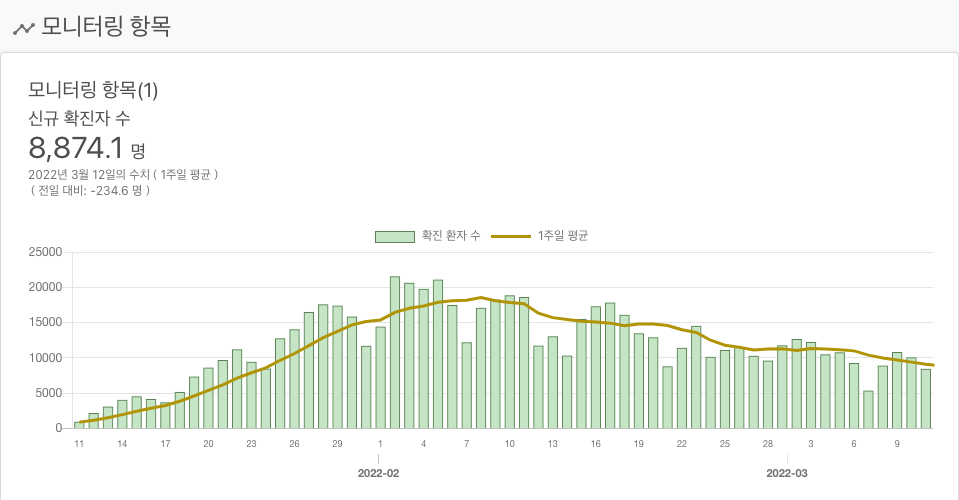 모니터링 항목
모니터링 항목(1)
신규 확진자 수
8,874.1 명
2022년 3월 12일의 수치 ( 1주일 평균 )
( 전일 대비: -234.6 명 )
확진 환자 수 1주일 평균
25000
20000
15000
10000
5000
0
11 14 17 20 23 26 29 1 4 7 10 13 16 19 22 25 28 3 6 9
2022-02 2022-03